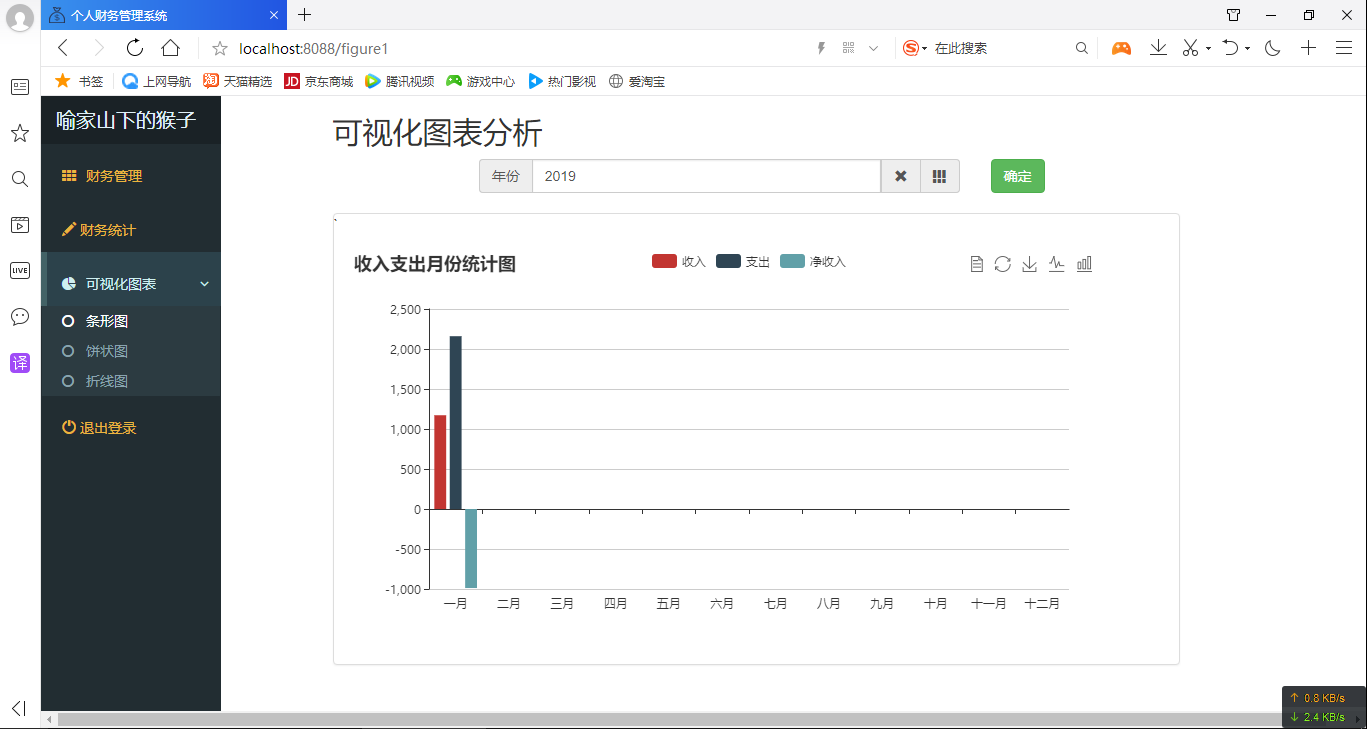 个人财务管理系统
localhost:8088/figure1
在此搜索
书签 上网导航 天猫精选 京东商城 腾讯视频 游戏中心 热门影视 爱淘宝
淘
JD
LIVE
译
喻家山下的猴子
财务管理
财务统计
可视化图表
条形图
饼状图
折线图
退出登录
可视化图表分析
年份 2019 确定
收入支出月份统计图
收入 支出 净收入
2,500
2,000
1,500
1,000
500
0
-500
-1,000
一月 二月 三月 四月 五月 六月 七月 八月 九月 十月 十一月 十二月
↑ 0.8 KB/s
↓ 2.4 KB/s